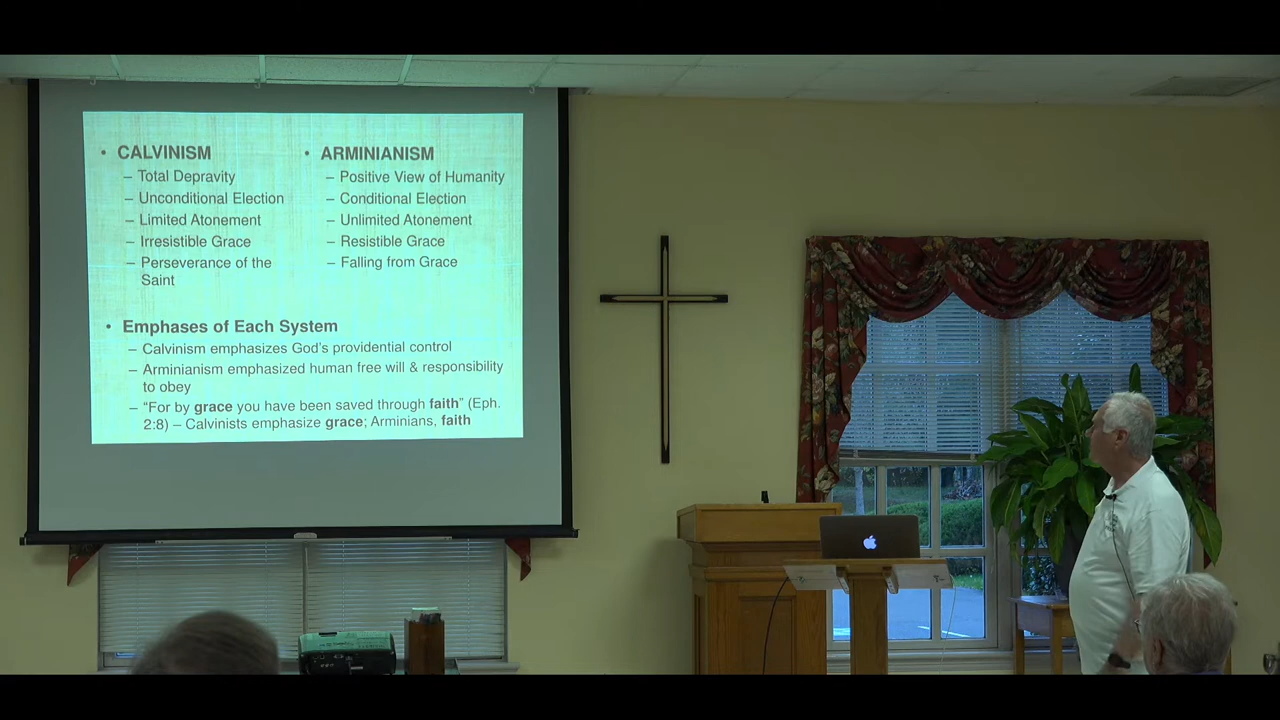 • CALVINISM
– Total Depravity
– Unconditional Election
– Limited Atonement
– Irresistible Grace
– Perseverance of the
Saint
• ARMINIANISM
– Positive View of Humanity
– Conditional Election
– Unlimited Atonement
– Resistible Grace
– Falling from Grace
• Emphases of Each System
– Calvinism emphasizes God's providential control
– Arminianism emphasized human free will & responsibility
to obey
– “For by grace you have been saved through faith” (Eph.
2:8) – Calvinists emphasize grace; Arminians, faith